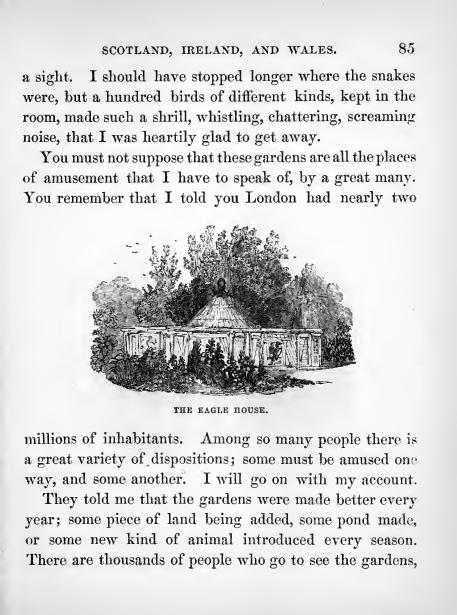 SCOTLAND, IRELAND, AND WALES. 85
a sight. I should have stopped longer where the snakes
were, but a hundred birds of different kinds, kept in the
room, made such a shrill, whistling, chattering, screaming
noise, that I was heartily glad to get away.
You must not suppose that these gardens are all the places
of amusement that I have to speak of, by a great many.
You remember that I told you London had nearly two
THE EAGLE HOUSE.
millions of inhabitants. Among so many people there is
a great variety of dispositions; some must be amused one
way, and some another. I will go on with my account.
They told me that the gardens were made better every
year; some piece of land being added, some pond made,
or some new kind of animal introduced every season.
There are thousands of people who go to see the gardens,